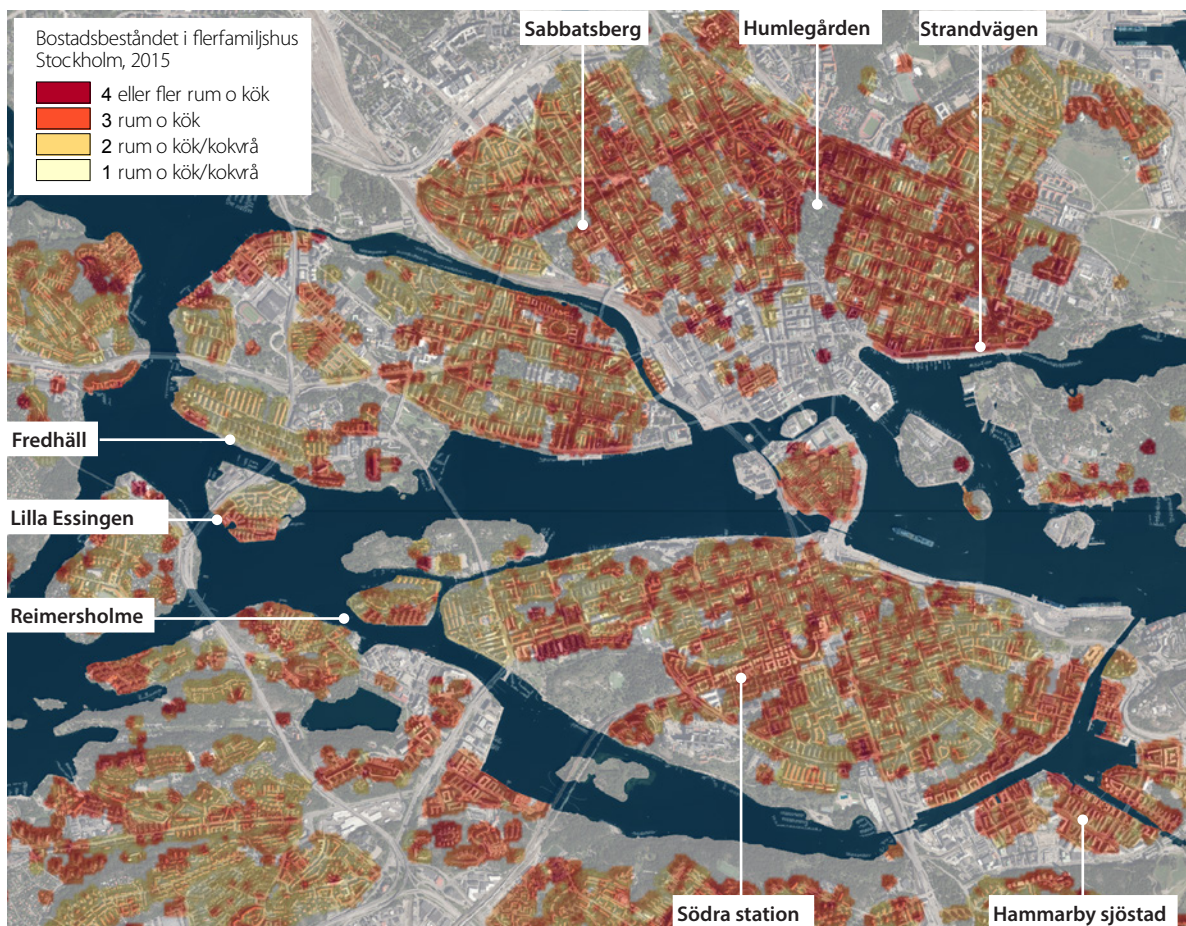 Bostadsbeståndet i flerfamiljshus
Stockholm, 2015
4 eller fler rum o kök
3 rum o kök
2 rum o kök/kokvrå
1 rum o kök/kokvrå
Sabbatsberg
Humlegården
Strandvägen
Fredhäll
Lilla Essingen
Reimersholme
Södra station
Hammarby sjöstad